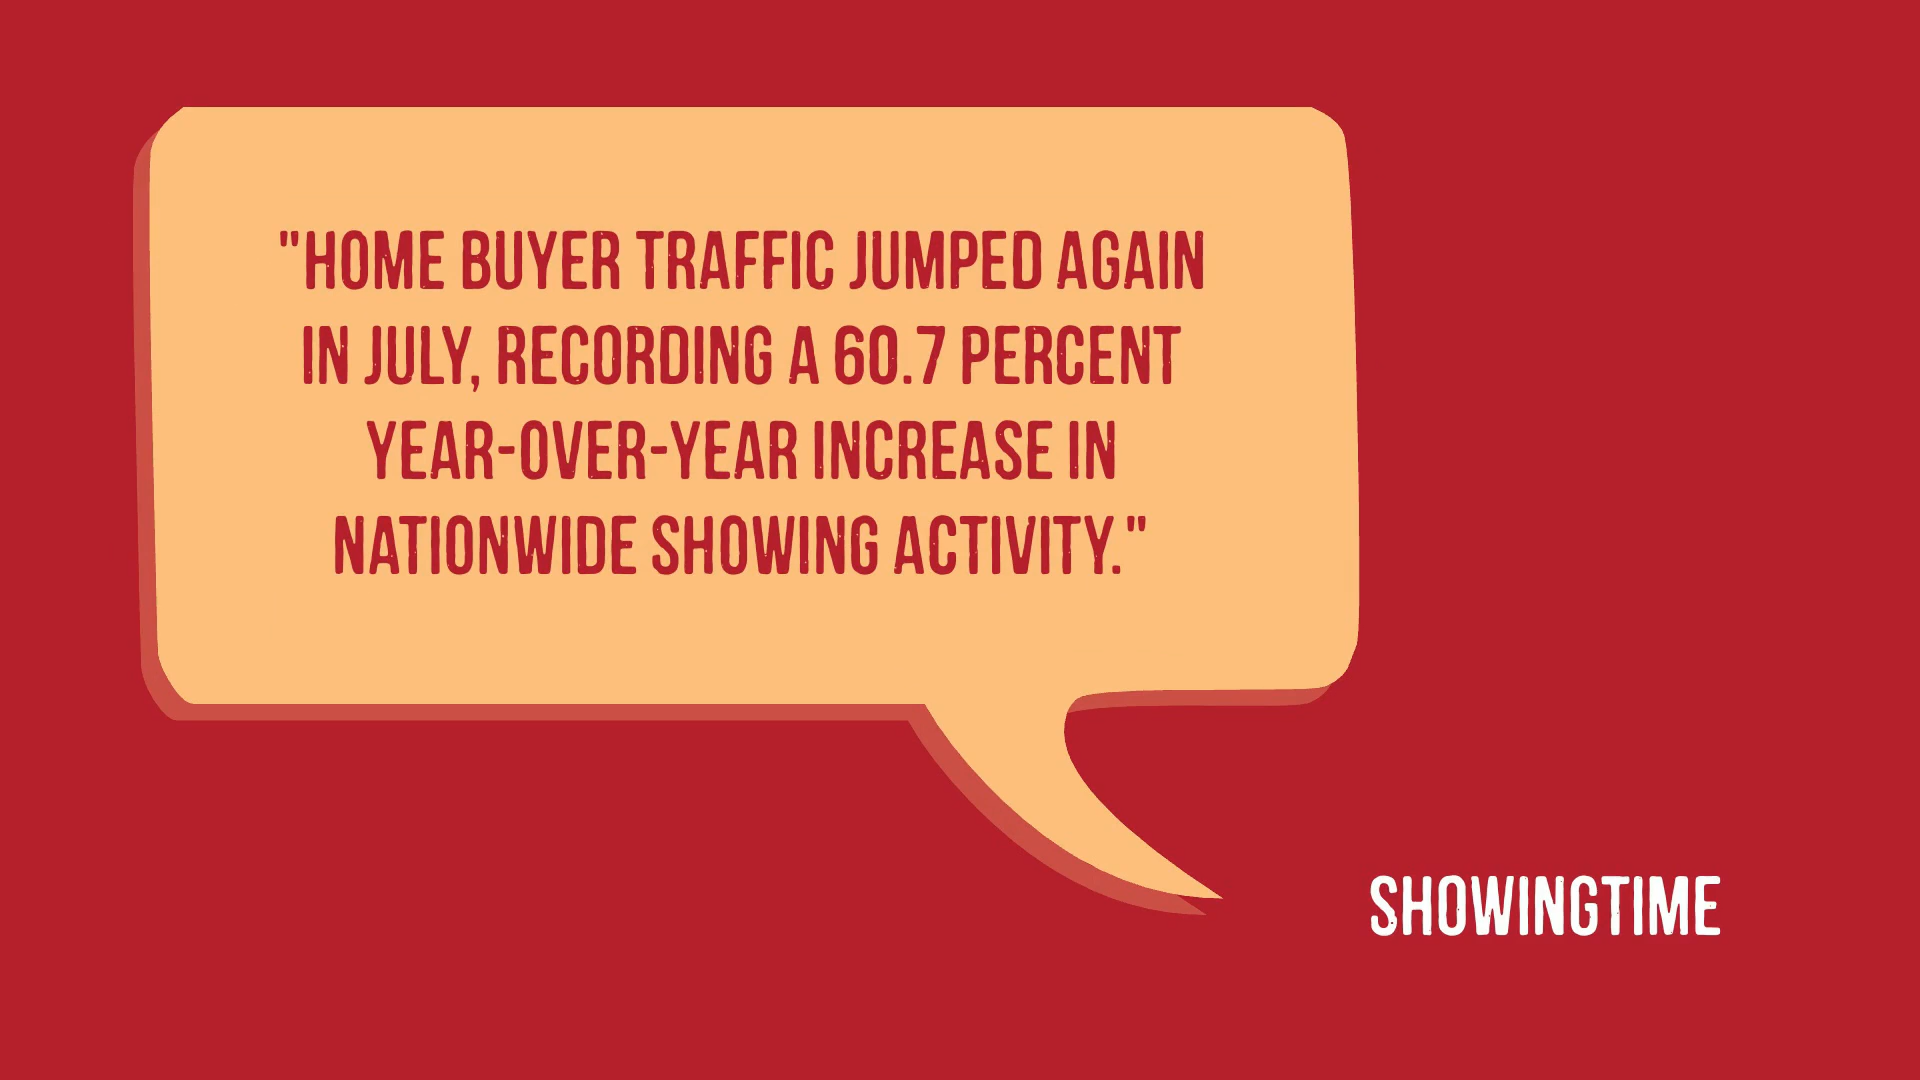 "HOME BUYER TRAFFIC JUMPED AGAIN
IN JULY, RECORDING A 60.7 PERCENT
YEAR-OVER-YEAR INCREASE IN
NATIONWIDE SHOWING ACTIVITY."
SHOWINGTIME